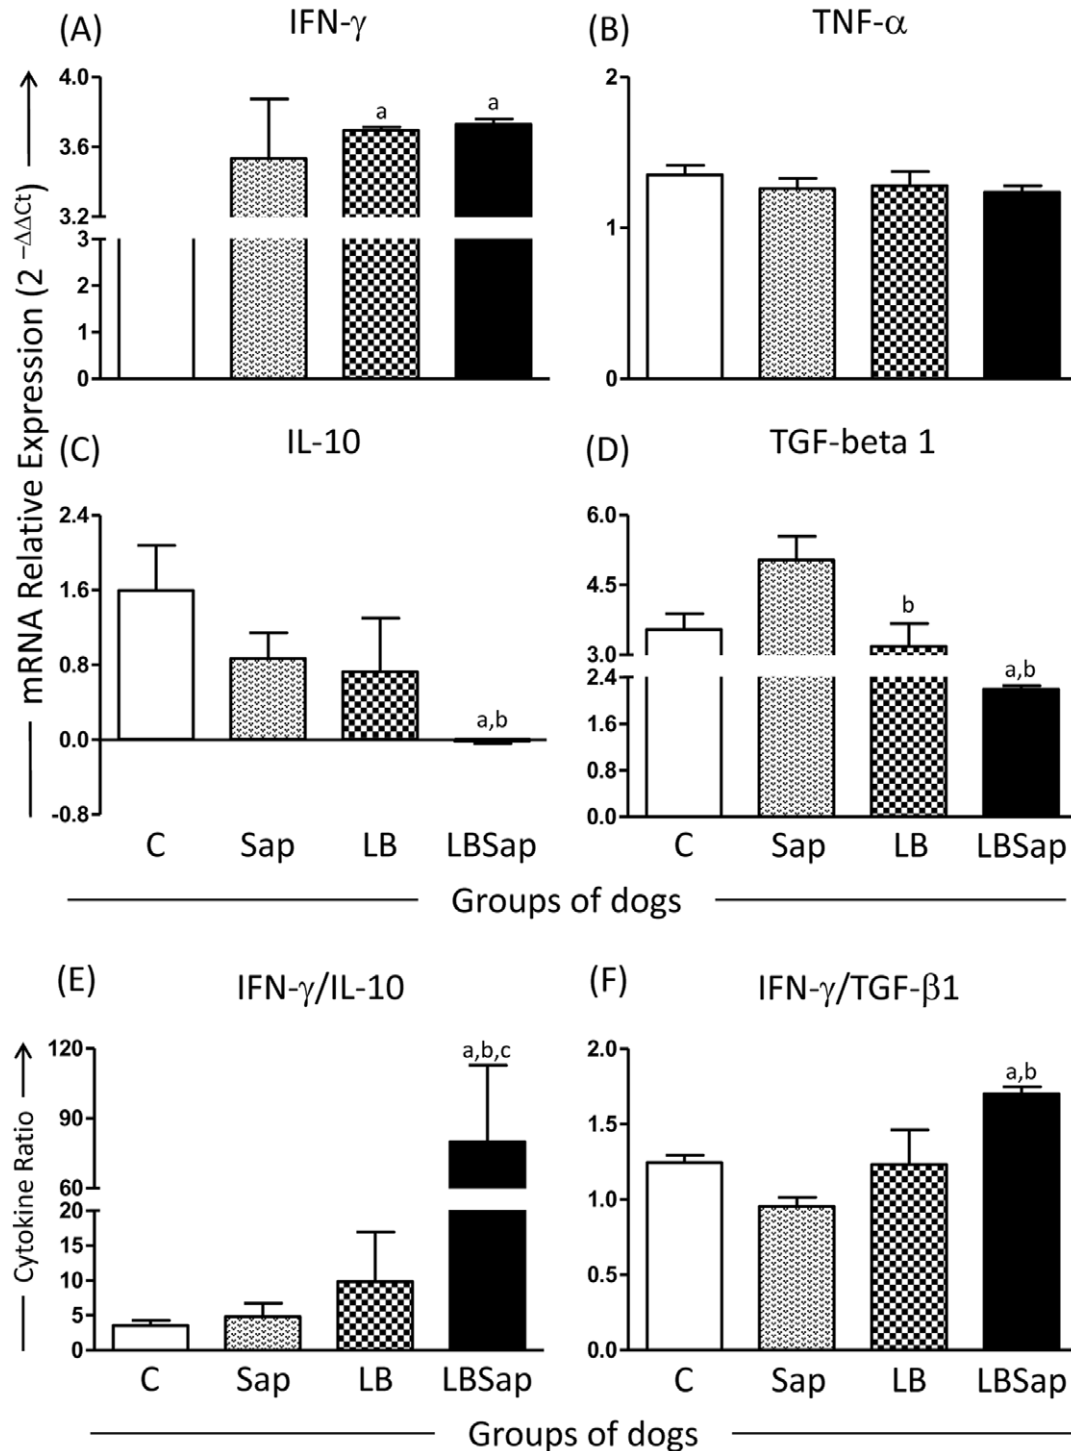 (A) IFN-γ
(B) TNF-α
mRNA Relative Expression (2 −ΔΔCt)
4.0
3.6
3.2
3
2
1
0
a
a
2
1
0
(C) IL-10
(D) TGF-beta 1
2.4
1.6
0.8
0.0
-0.8
a,b
6.0
4.5
3.0
2.4
1.6
0.8
0.0
b
a,b
C Sap LB LBSap
C Sap LB LBSap
Groups of dogs
(E) IFN-γ/IL-10
(F) IFN-γ/TGF-β1
Cytokine Ratio
120
90
60
20
15
10
5
0
a,b,c
2.0
1.5
1.0
0.5
0.0
a,b
C Sap LB LBSap
C Sap LB LBSap
Groups of dogs